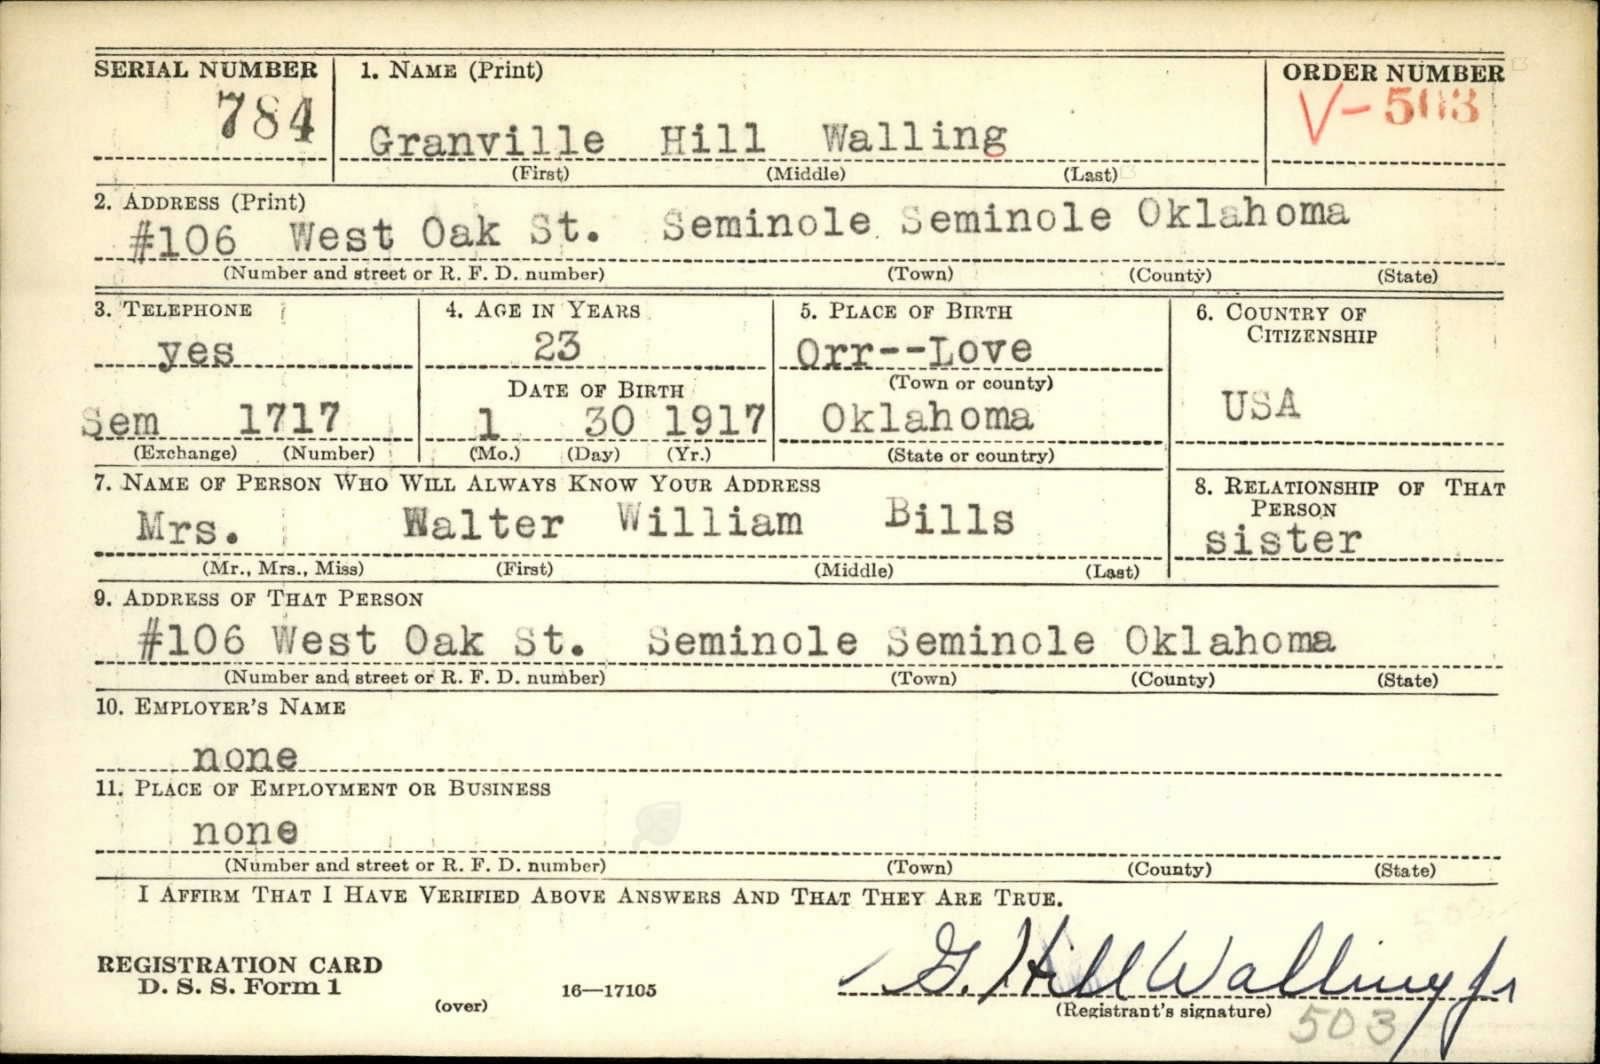 SERIAL NUMBER 1. NAME (Print) ORDER NUMBER
784 Granville Hill Walling V-503
(First) (Middle) (Last)
2. ADDRESS (Print)
#106 West Oak St. Seminole Seminole Oklahoma
(Number and street or R. F. D. number) (Town) (County) (State)
3. TELEPHONE 4. AGE IN YEARS 5. PLACE OF BIRTH 6. COUNTRY OF
CITIZENSHIP
yes 23 Orr--Love
DATE OF BIRTH (Town or county)
Sem 1717 1 30 1917 Oklahoma USA
(Exchange) (Number) (Mo.) (Day) (Yr.) (State or country)
7. NAME OF PERSON WHO WILL ALWAYS KNOW YOUR ADDRESS 8. RELATIONSHIP OF THAT
PERSON
Mrs. Walter William Bills sister
(Mr., Mrs., Miss) (First) (Middle) (Last)
9. ADDRESS OF THAT PERSON
#106 West Oak St. Seminole Seminole Oklahoma
(Number and street or R. F. D. number) (Town) (County) (State)
10. EMPLOYER'S NAME
none
11. PLACE OF EMPLOYMENT OR BUSINESS
none
(Number and street or R. F. D. number) (Town) (County) (State)
I AFFIRM THAT I HAVE VERIFIED ABOVE ANSWERS AND THAT THEY ARE TRUE.
REGISTRATION CARD
D. S. S. Form 1 G. Hill Walling Jr
(over) 16—17105 (Registrant's signature)
503